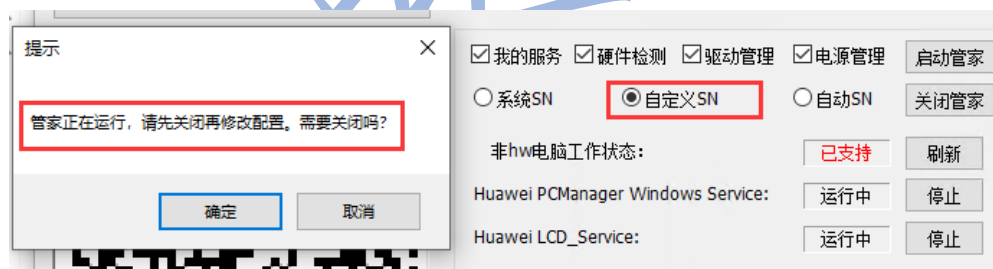 提示
管家正在运行，请先关闭再修改配置。需要关闭吗?
确定
取消
我的服务 硬件检测 驱动管理 电源管理 启动管家
系统SN 自定义SN 自动SN 关闭管家
非hw电脑工作状态: 已支持 刷新
Huawei PCManager Windows Service: 运行中 停止
Huawei LCD_Service: 运行中 停止